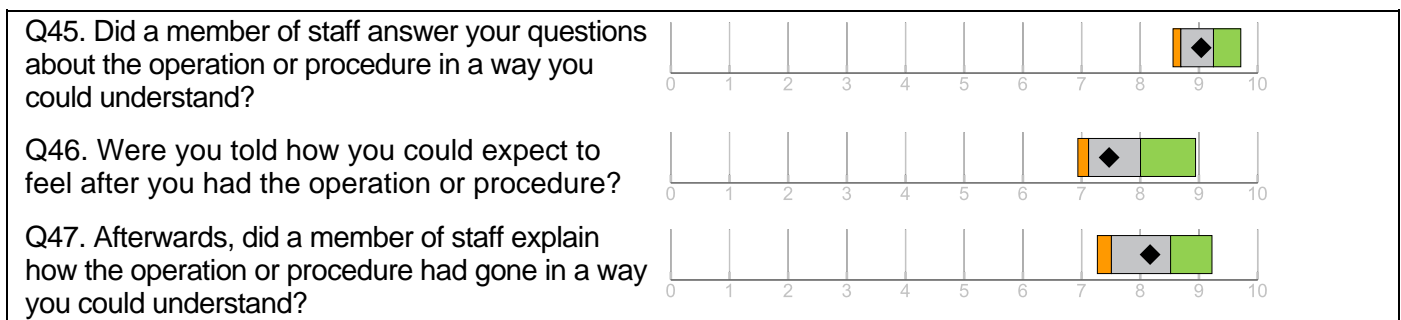 Q45. Did a member of staff answer your questions
about the operation or procedure in a way you
could understand?
0 1 2 3 4 5 6 7 8 9 10
Q46. Were you told how you could expect to
feel after you had the operation or procedure?
0 1 2 3 4 5 6 7 8 9 10
Q47. Afterwards, did a member of staff explain
how the operation or procedure had gone in a way
you could understand?
0 1 2 3 4 5 6 7 8 9 10